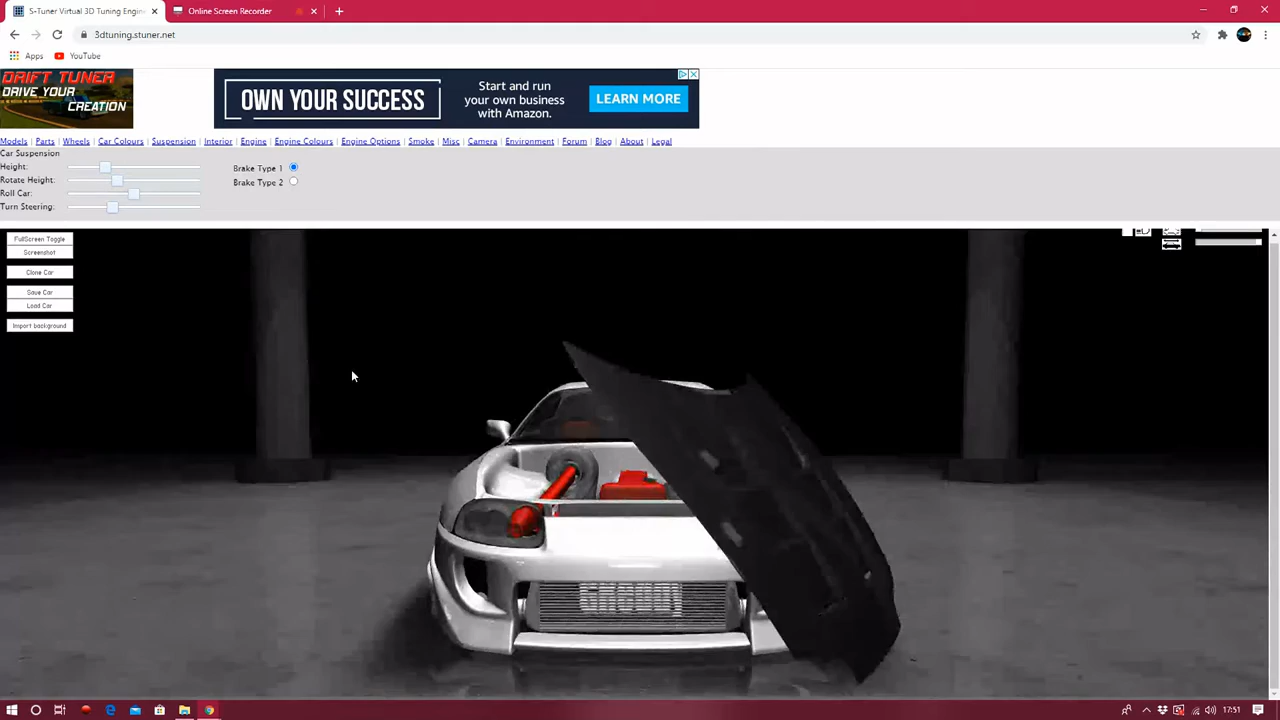 S-Tuner Virtual 3D Tuning Engin
Online Screen Recorder
3dtuning.stuner.net
Apps
YouTube
DRIFT TUNER
DRIVE YOUR
CREATION
OWN YOUR SUCCESS
Start and run
your own business
with Amazon.
LEARN MORE
Models | Parts | Wheels | Car Colours | Suspension | Interior | Engine | Engine Colours | Engine Options | Smoke | Misc | Camera | Environment | Forum | Blog | About | Legal
Car Suspension
Height:
Rotate Height:
Roll Car:
Turn Steering:
Brake Type 1
Brake Type 2
FullScreen Toggle
Screenshot
Clone Car
Save Car
Load Car
Import background
17:51